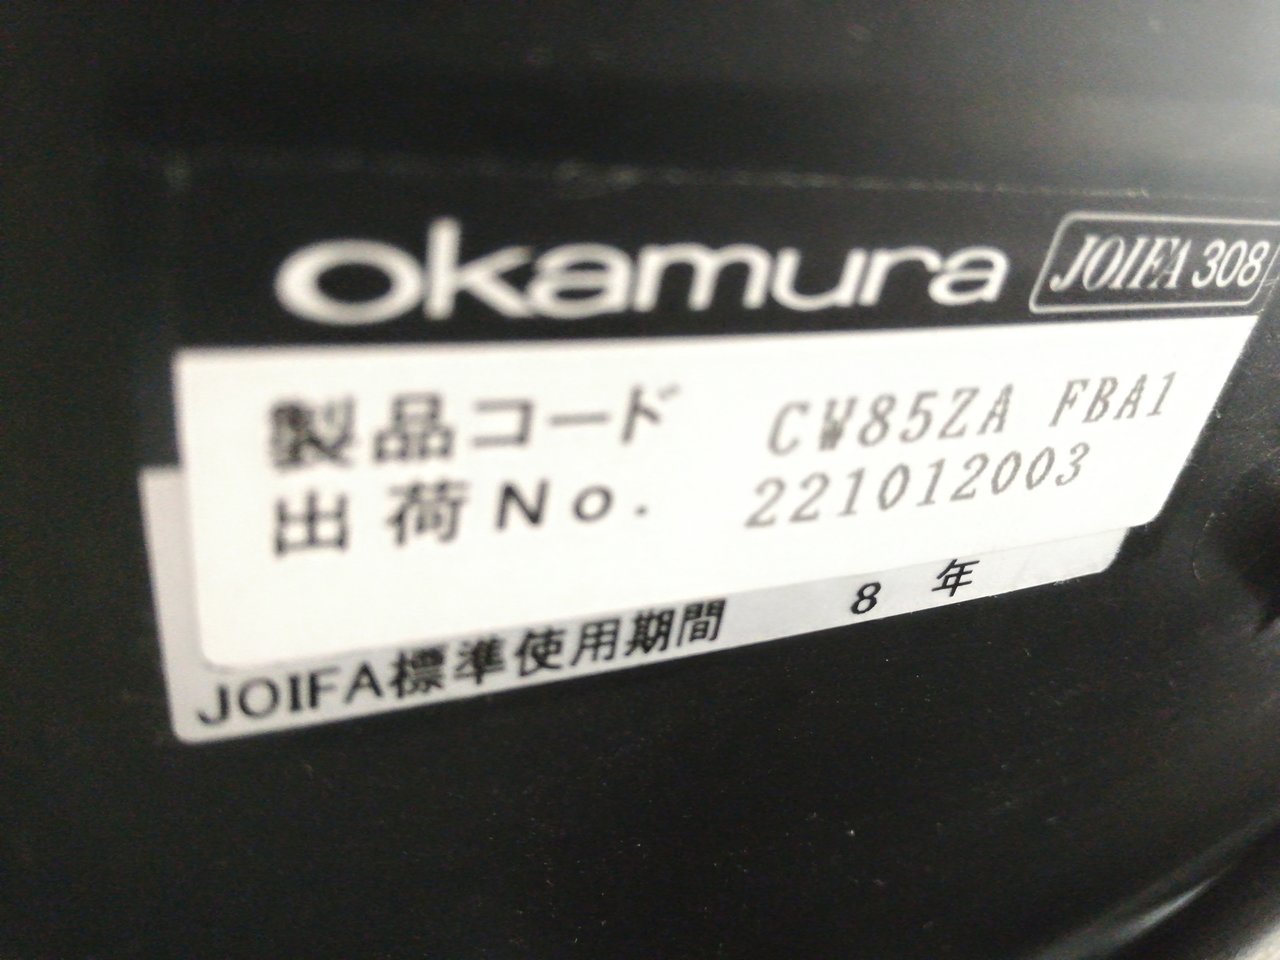 okamura JOIFA 308
製品コード CW85ZA FBA1
出荷No. 221012003
JOIFA標準使用期間 8 年